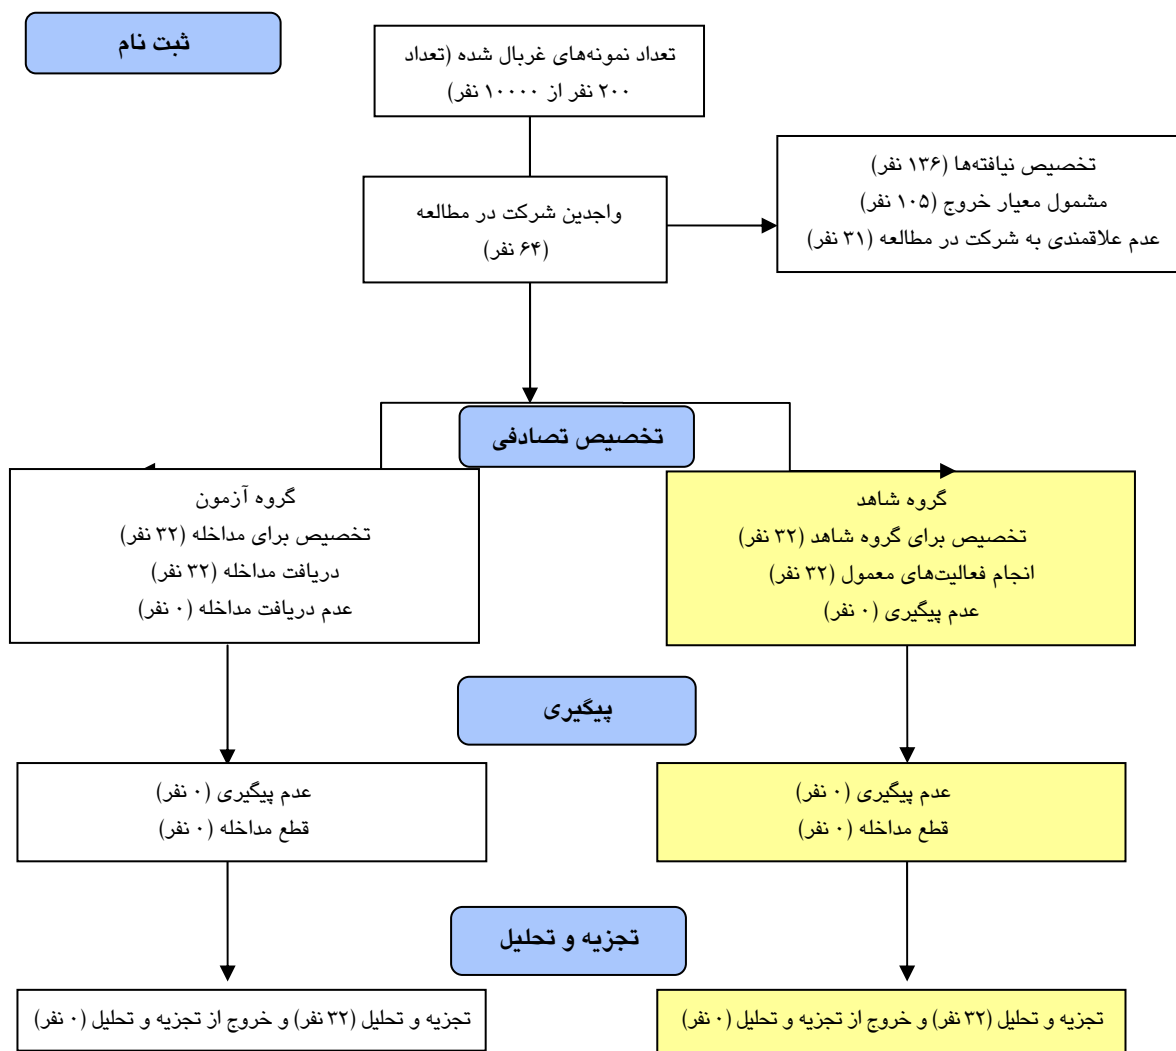 ثبت نام
تعداد نمونه‌های غربال شده (تعداد
۲۰۰ نفر از ۱۰۰۰۰ نفر)
تخصیص نیافته‌ها (۱۳۶ نفر)
مشمول معیار خروج (۱۰۵ نفر)
عدم علاقمندی به شرکت در مطالعه (۳۱ نفر)
واجدین شرکت در مطالعه
(۶۴ نفر)
تخصیص تصادفی
گروه شاهد
تخصیص برای گروه شاهد (۳۲ نفر)
انجام فعالیت‌های معمول (۳۲ نفر)
عدم پیگیری (۰ نفر)
گروه آزمون
تخصیص برای مداخله (۳۲ نفر)
دریافت مداخله (۳۲ نفر)
عدم دریافت مداخله (۰ نفر)
پیگیری
عدم پیگیری (۰ نفر)
قطع مداخله (۰ نفر)
عدم پیگیری (۰ نفر)
قطع مداخله (۰ نفر)
تجزیه و تحلیل
تجزیه و تحلیل (۳۲ نفر) و خروج از تجزیه و تحلیل (۰ نفر)
تجزیه و تحلیل (۳۲ نفر) و خروج از تجزیه و تحلیل (۰ نفر)